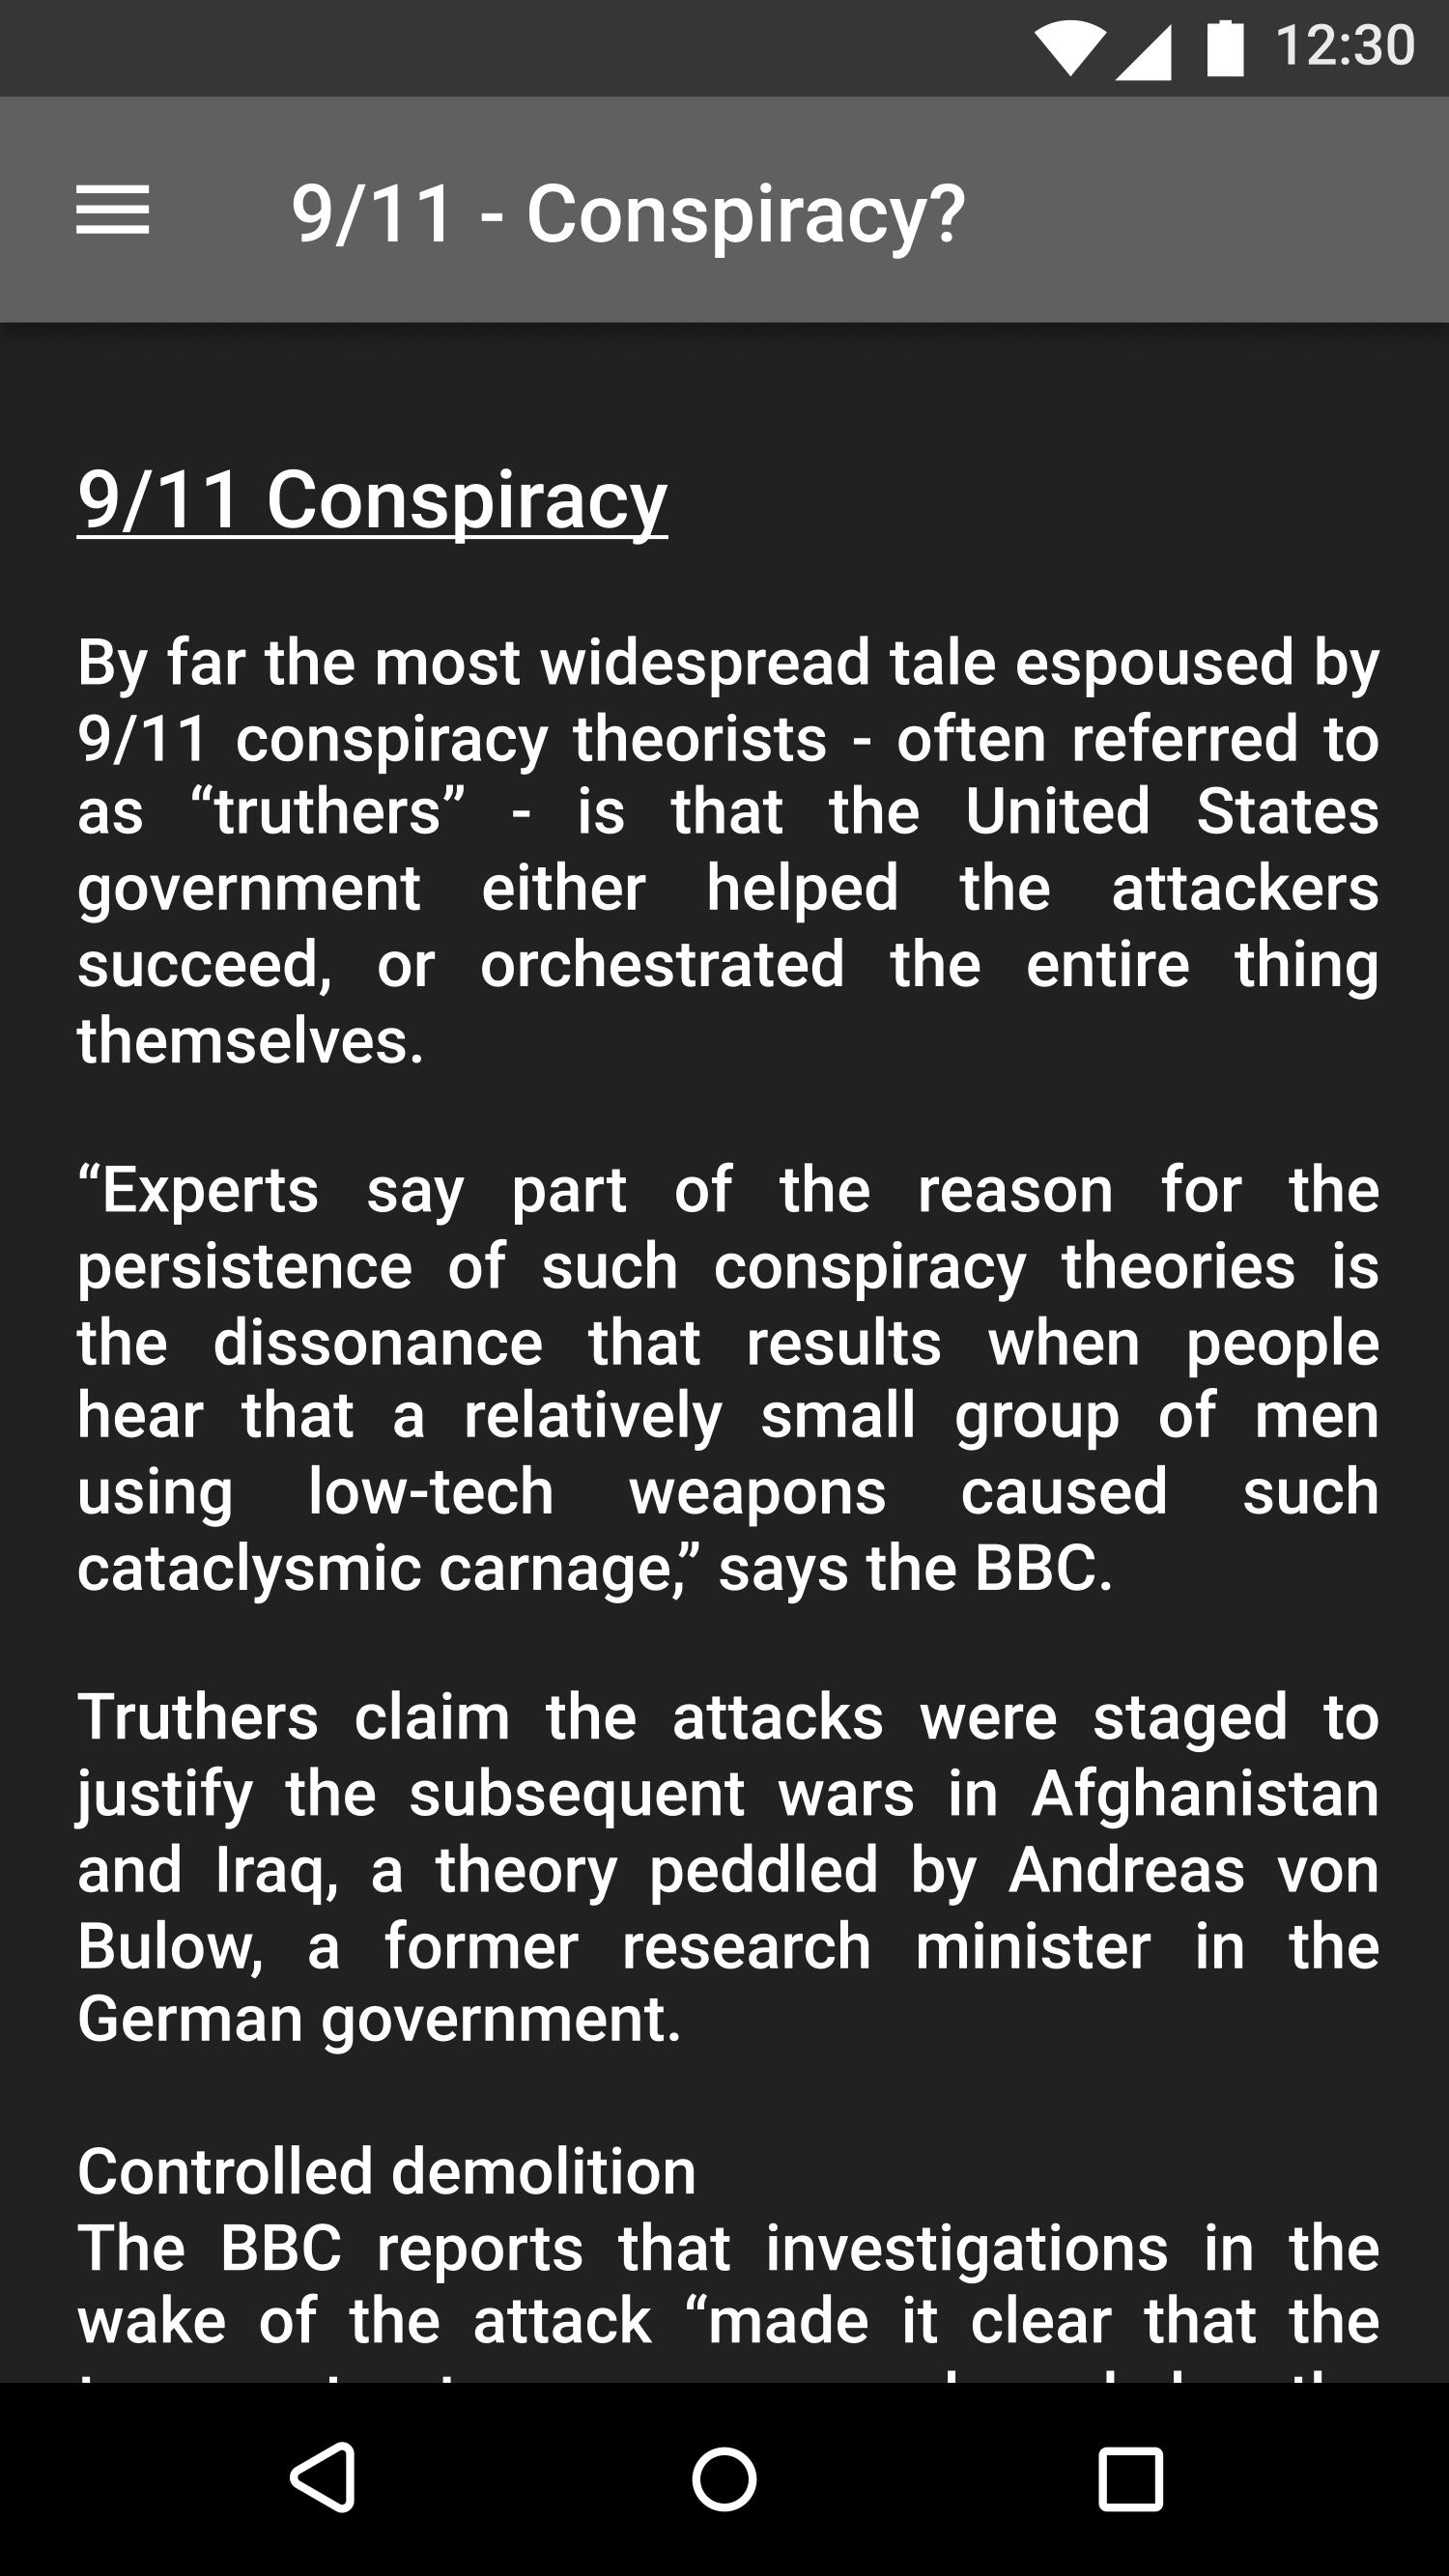 12:30
9/11 - Conspiracy?
9/11 Conspiracy
By far the most widespread tale espoused by
9/11 conspiracy theorists - often referred to
as “truthers” - is that the United States
government either helped the attackers
succeed, or orchestrated the entire thing
themselves.
“Experts say part of the reason for the
persistence of such conspiracy theories is
the dissonance that results when people
hear that a relatively small group of men
using low-tech weapons caused such
cataclysmic carnage,” says the BBC.
Truthers claim the attacks were staged to
justify the subsequent wars in Afghanistan
and Iraq, a theory peddled by Andreas von
Bulow, a former research minister in the
German government.
Controlled demolition
The BBC reports that investigations in the
wake of the attack “made it clear that the